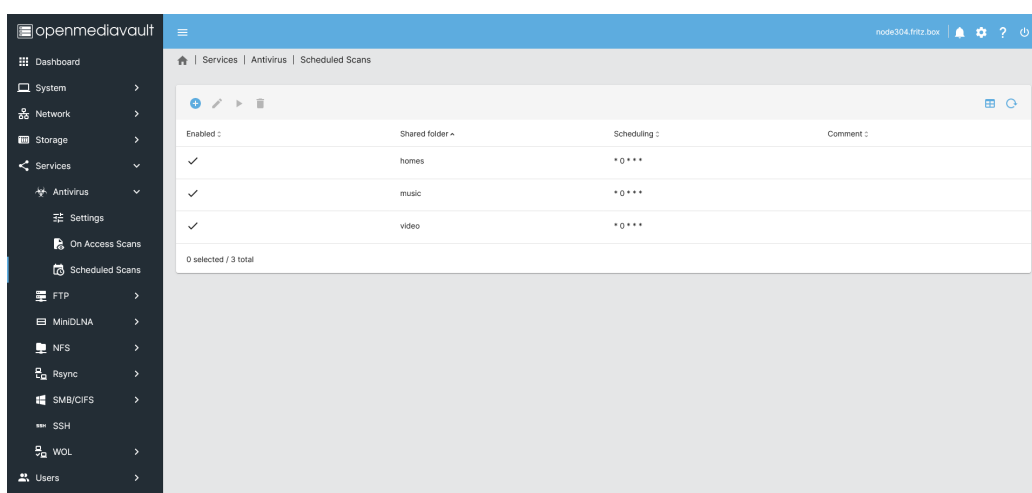 openmediavault
node304.fritz.box
Dashboard
System
Network
Storage
Services
Antivirus
Settings
On Access Scans
Scheduled Scans
FTP
MiniDLNA
NFS
Rsync
SMB/CIFS
SSH SSH
WOL
Users
| Services | Antivirus | Scheduled Scans
Enabled Shared folder Scheduling Comment
homes * 0 * * *
music * 0 * * *
video * 0 * * *
0 selected / 3 total